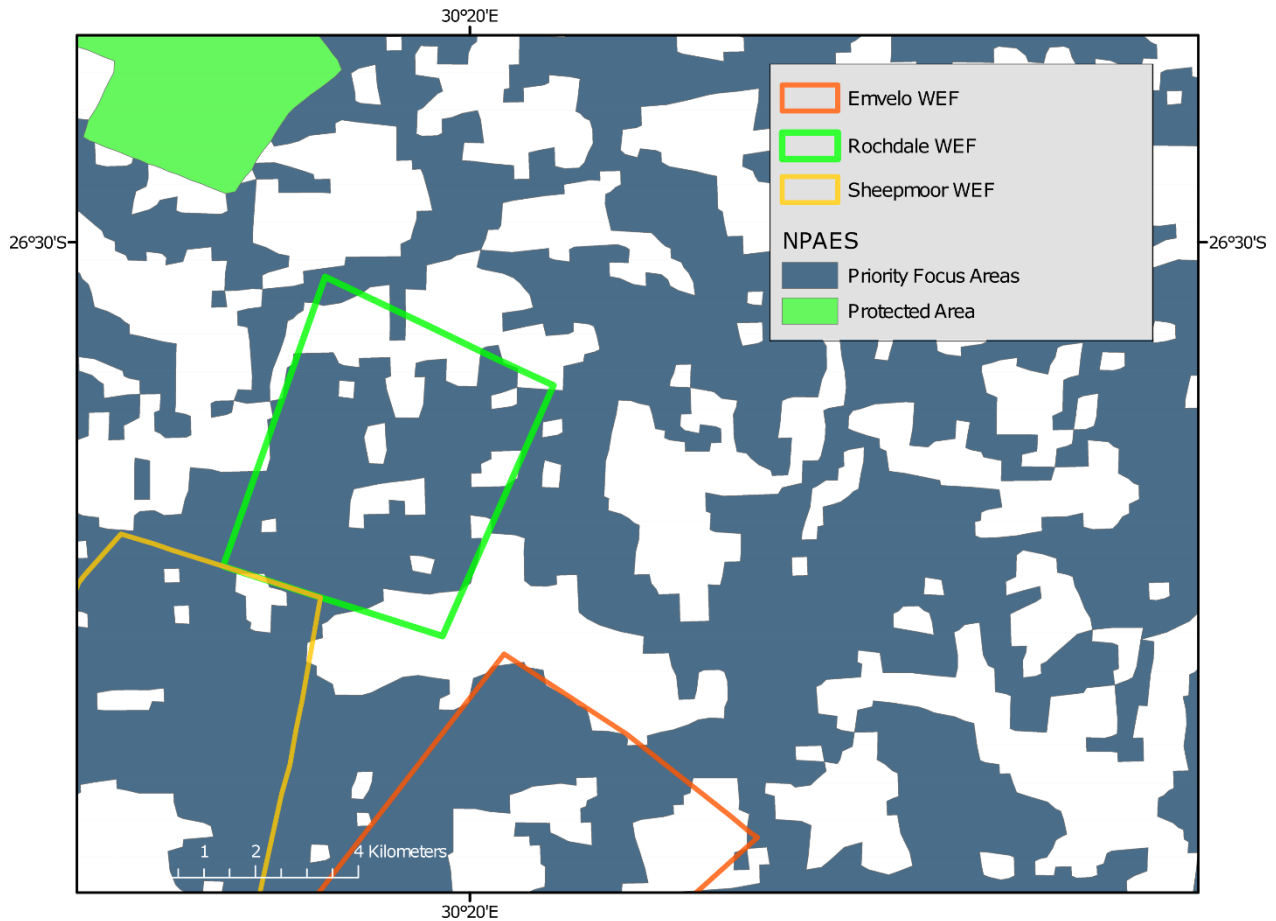 30°20'E
Emvelo WEF
Rochdale WEF
Sheepmoor WEF
26°30'S
26°30'S
NPAES
Priority Focus Areas
Protected Area
1 2 4 Kilometers
30°20'E